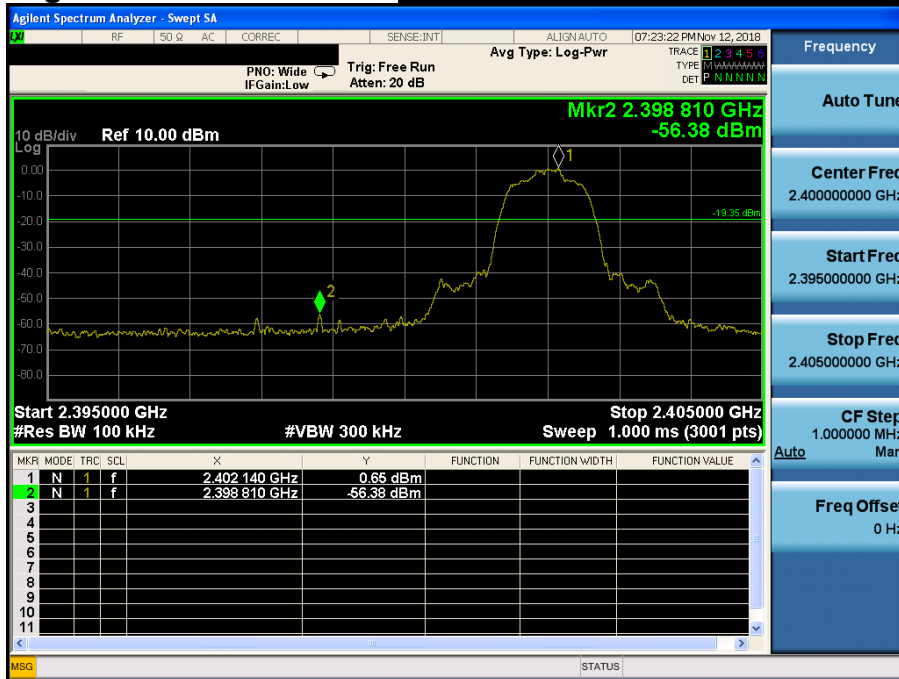 Agilent Spectrum Analyzer - Swept SA
LXI RF 50 Ω AC CORREC SENSE:INT ALIGN AUTO 07:23:22 PM Nov 12, 2018
Avg Type: Log-Pwr TRACE 1 2 3 4 5 6
PNO: Wide Trig: Free Run TYPE M WWWWW
IFGain:Low Atten: 20 dB DET P N N N N N
Mkr2 2.398 810 GHz
-56.38 dBm
10 dB/div Ref 10.00 dBm
Log
1
0.00
-10.0
-19.35 dBm
-20.0
-30.0
-40.0
2
-50.0
-60.0
-70.0
-80.0
Start 2.395000 GHz Stop 2.405000 GHz
#Res BW 100 kHz #VBW 300 kHz Sweep 1.000 ms (3001 pts)
MKR MODE TRC SCL X Y FUNCTION FUNCTION WIDTH FUNCTION VALUE
1 N 1 f 2.402 140 GHz 0.65 dBm
2 N 1 f 2.398 810 GHz -56.38 dBm
3
4
5
6
7
8
9
10
11
MSG STATUS
Frequency
Auto Tune
Center Freq
2.400000000 GHz
Start Freq
2.395000000 GHz
Stop Freq
2.405000000 GHz
CF Step
1.000000 MHz
Auto Man
Freq Offset
0 Hz